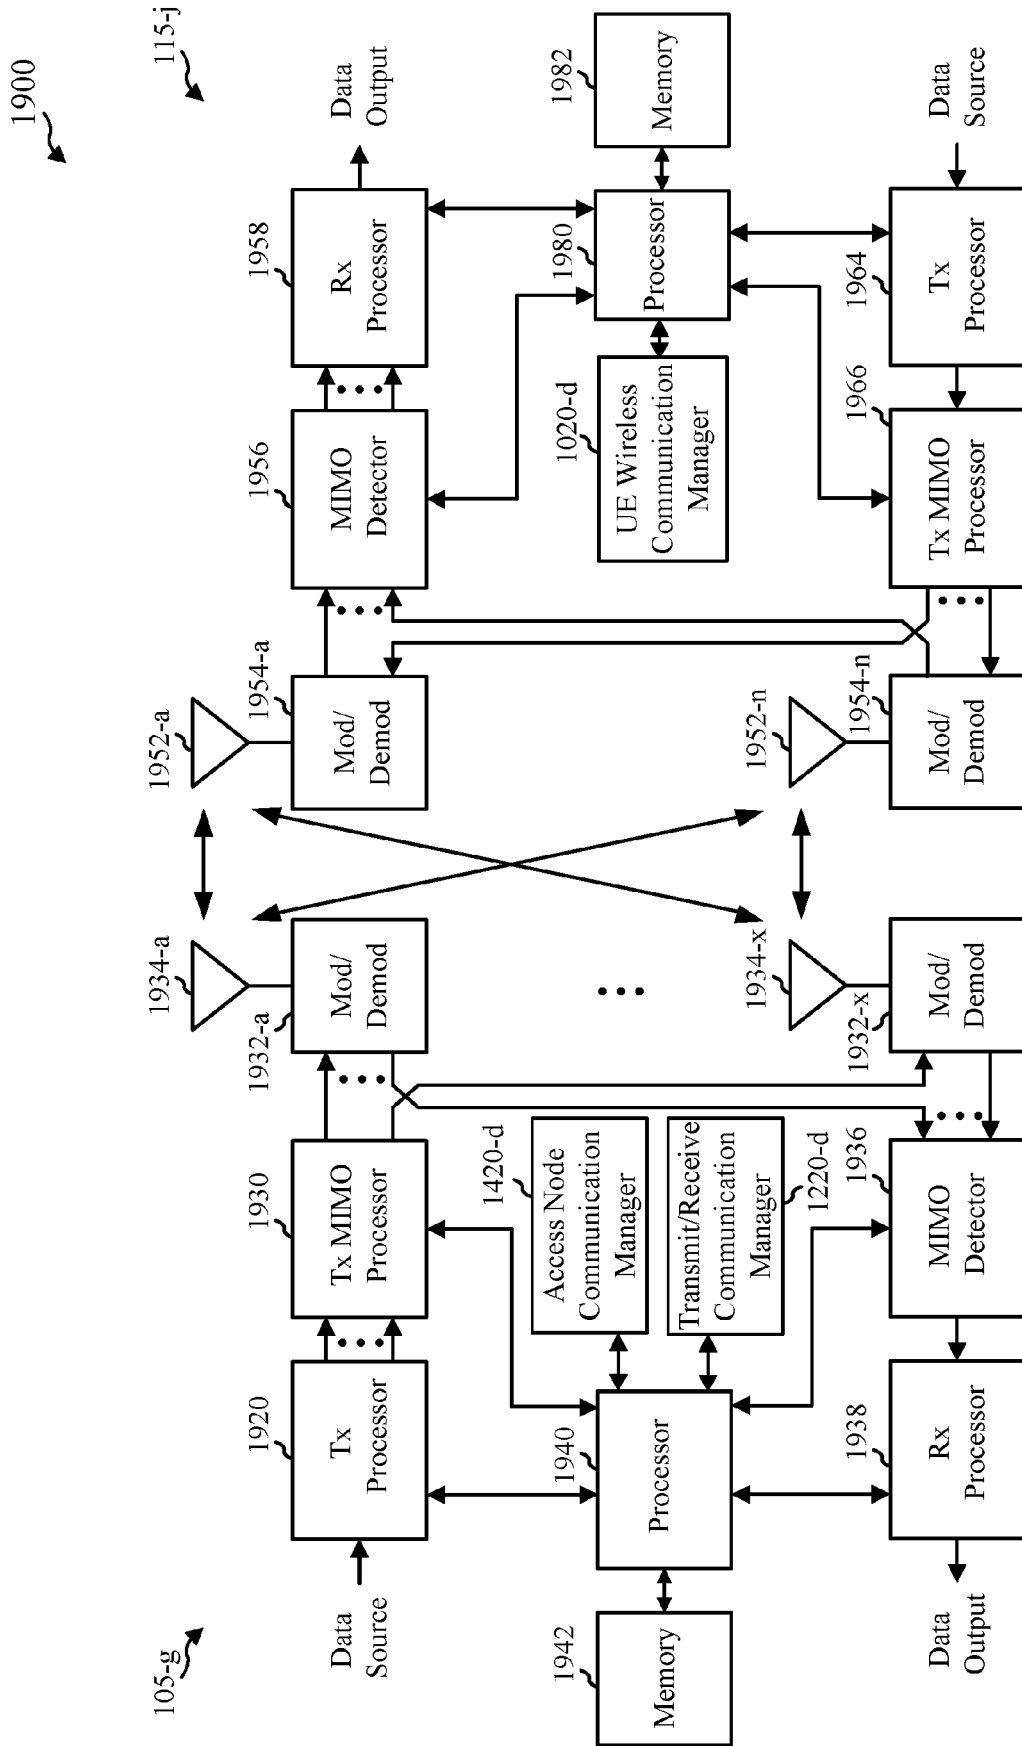 1900
105-g
115-j
Data
Source
1920
Tx
Processor
1930
Tx MIMO
Processor
1932-a
Mod/
Demod
1934-a
1952-a
1954-a
Mod/
Demod
1956
MIMO
Detector
1958
Rx
Processor
Data
Output
1942
Memory
1940
Processor
1420-d
Access Node
Communication
Manager
Transmit/Receive
Communication
Manager
1220-d
1020-d
UE Wireless
Communication
Manager
1980
Processor
1982
Memory
Data
Output
1938
Rx
Processor
1936
MIMO
Detector
1932-x
Mod/
Demod
1934-x
1952-n
1954-n
Mod/
Demod
1966
Tx MIMO
Processor
1964
Tx
Processor
Data
Source